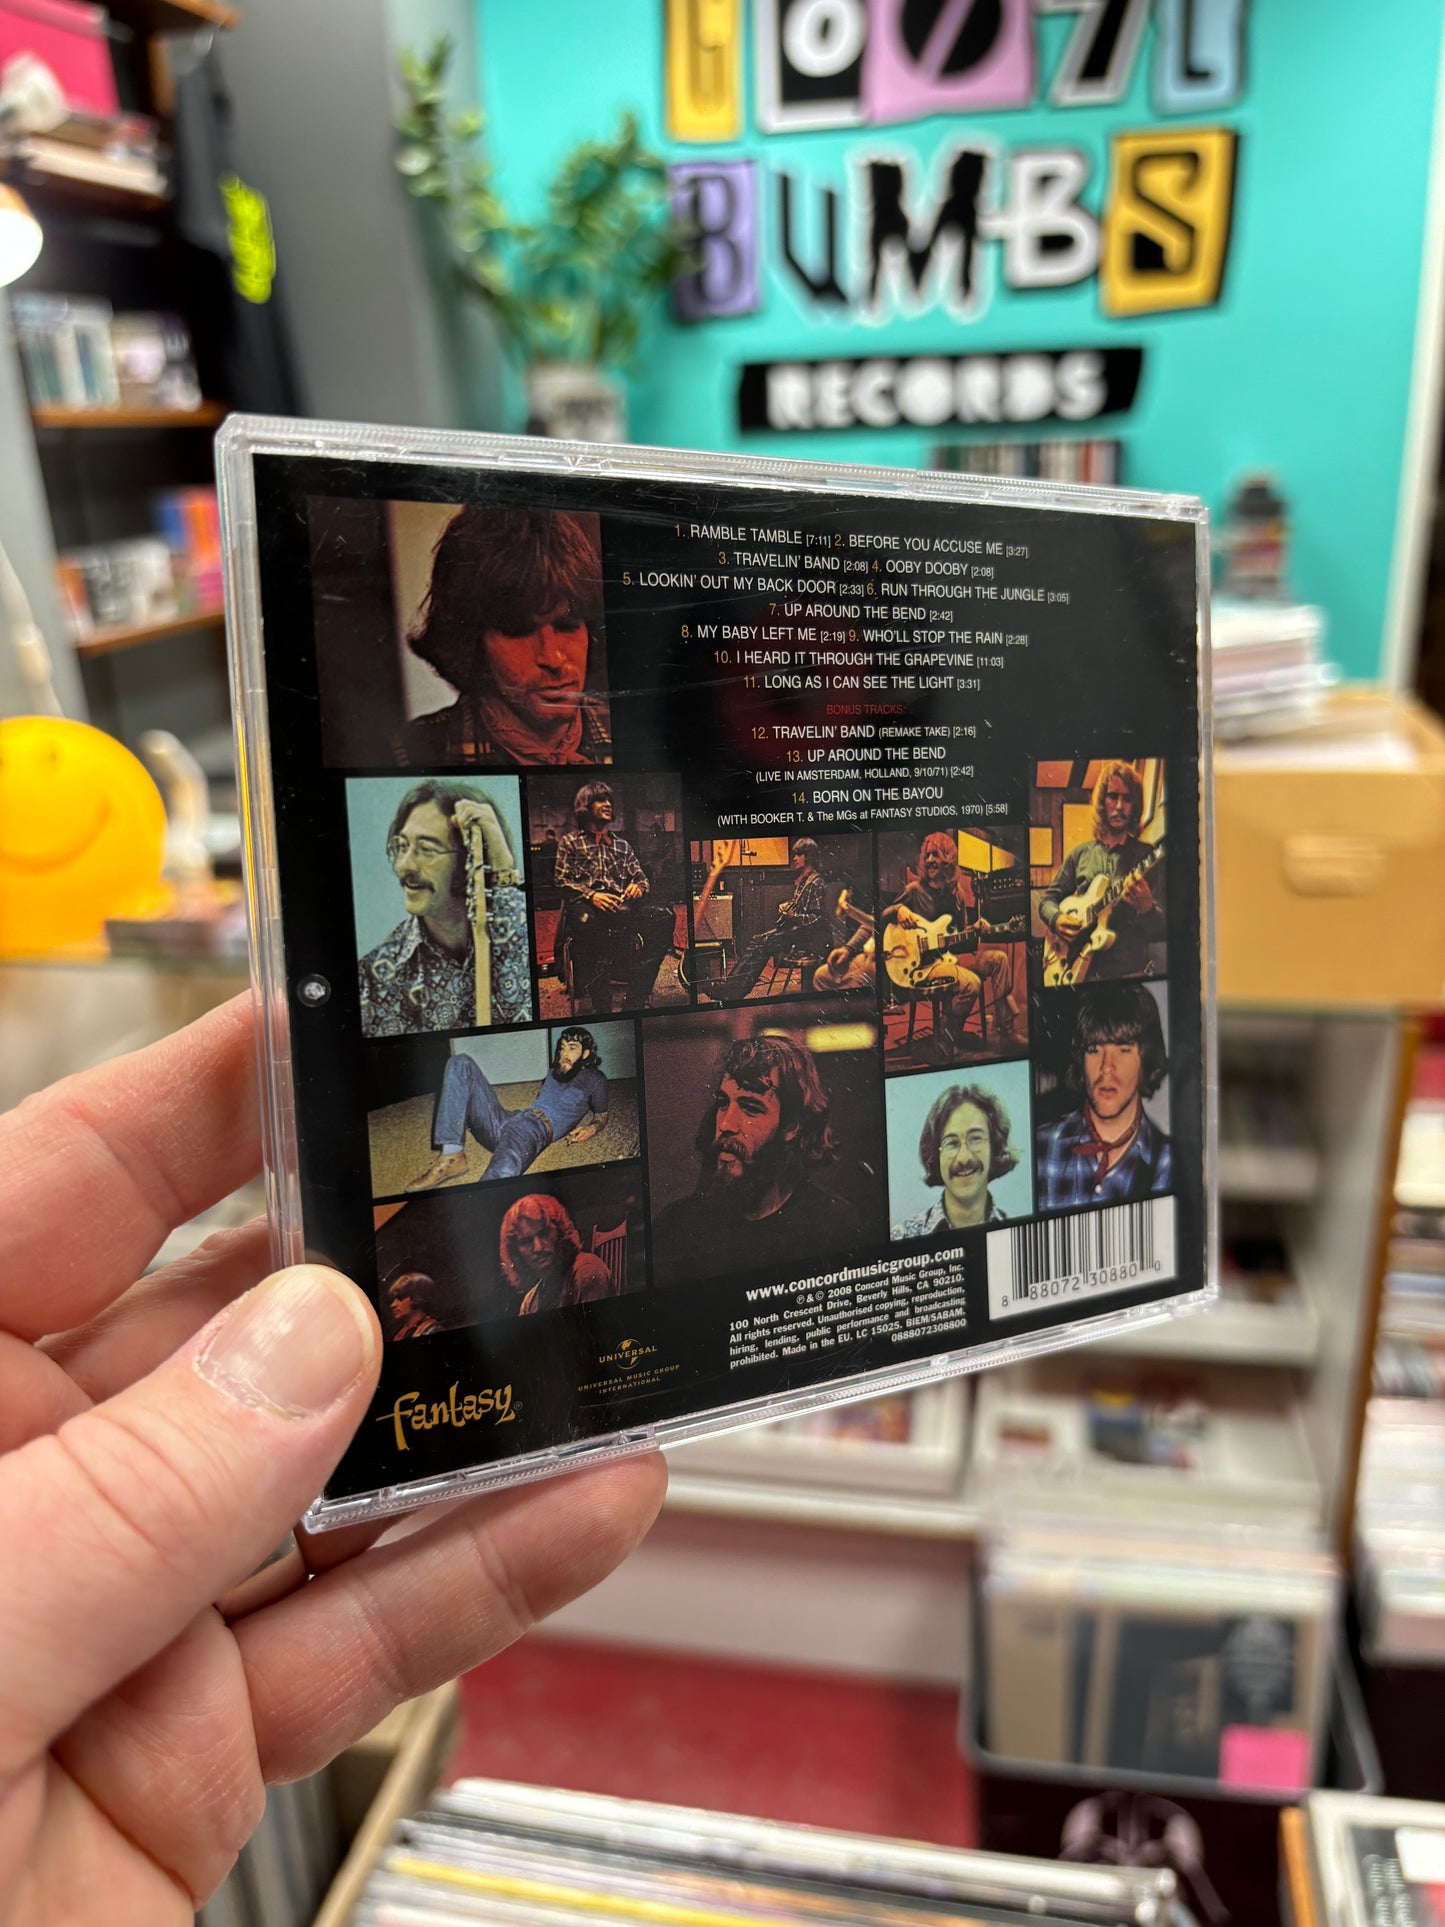 GOOSE
BUMBS
RECORDS
1. RAMBLE TAMBLE [7:11] 2. BEFORE YOU ACCUSE ME [3:27]
3. TRAVELIN' BAND [2:08] 4. OOBY DOOBY [2:08]
5. LOOKIN' OUT MY BACK DOOR [2:33] 6. RUN THROUGH THE JUNGLE [3:05]
7. UP AROUND THE BEND [2:42]
8. MY BABY LEFT ME [2:19] 9. WHO'LL STOP THE RAIN [2:28]
10. I HEARD IT THROUGH THE GRAPEVINE [11:03]
11. LONG AS I CAN SEE THE LIGHT [3:31]
BONUS TRACKS:
12. TRAVELIN' BAND (REMAKE TAKE) [2:16]
13. UP AROUND THE BEND
(LIVE IN AMSTERDAM, HOLLAND, 9/10/71) [2:42]
14. BORN ON THE BAYOU
(WITH BOOKER T. & The MGs at FANTASY STUDIOS, 1970) [5:58]
www.concordmusicgroup.com
℗ & © 2008 Concord Music Group, Inc.
100 North Crescent Drive, Beverly Hills, CA 90210.
All rights reserved. Unauthorised copying, reproduction,
hiring, lending, public performance and broadcasting
prohibited. Made in the EU. LC 15025. BIEM/SABAM.
0888072308800
8 88072 30880 0
UNIVERSAL
UNIVERSAL MUSIC GROUP
INTERNATIONAL
Fantasy®